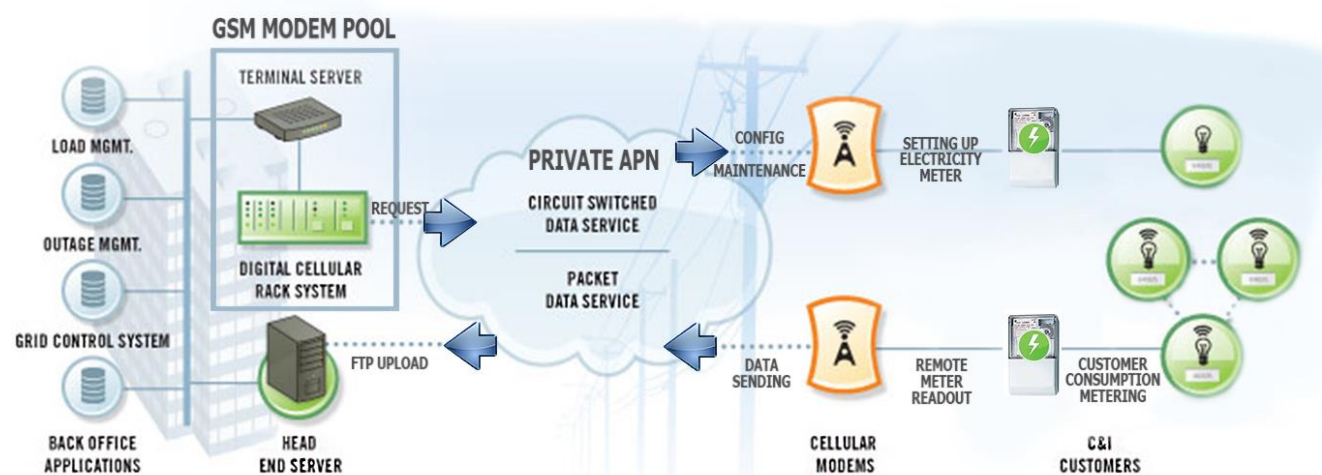 GSM MODEM POOL
TERMINAL SERVER
LOAD MGMT.
OUTAGE MGMT.
GRID CONTROL SYSTEM
BACK OFFICE
APPLICATIONS
DIGITAL CELLULAR
RACK SYSTEM
REQUEST
FTP UPLOAD
HEAD
END SERVER
PRIVATE APN
CIRCUIT SWITCHED
DATA SERVICE
PACKET
DATA SERVICE
CONFIG
MAINTENANCE
SETTING UP
ELECTRICITY
METER
DATA
SENDING
REMOTE
METER
READOUT
CUSTOMER
CONSUMPTION
METERING
CELLULAR
MODEMS
C&I
CUSTOMERS